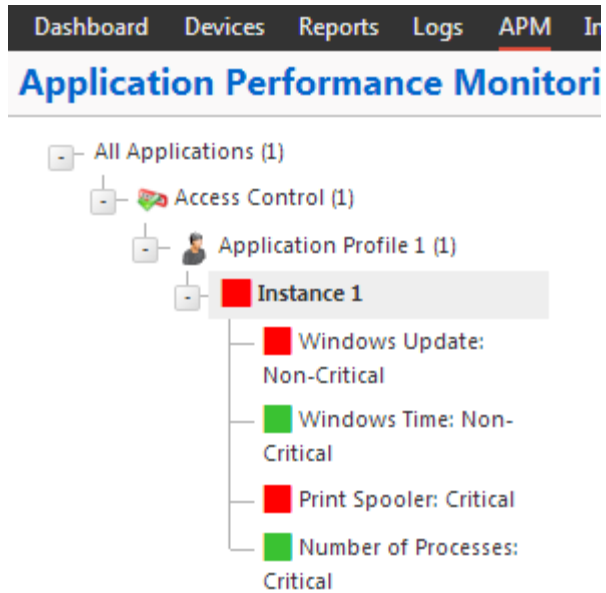 Dashboard Devices Reports Logs APM In
Application Performance Monitori
- All Applications (1)
- Access Control (1)
- Application Profile 1 (1)
- Instance 1
Windows Update:
Non-Critical
Windows Time: Non-
Critical
Print Spooler: Critical
Number of Processes:
Critical